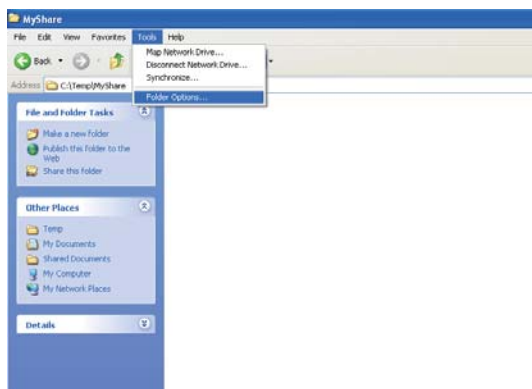 MyShare
File Edit View Favorites Tools Help
Back
Map Network Drive...
Disconnect Network Drive...
Synchronize...
Folder Options...
Address C:\Temp\MyShare
File and Folder Tasks
Make a new folder
Publish this folder to the
Web
Share this folder
Other Places
Temp
My Documents
Shared Documents
My Computer
My Network Places
Details